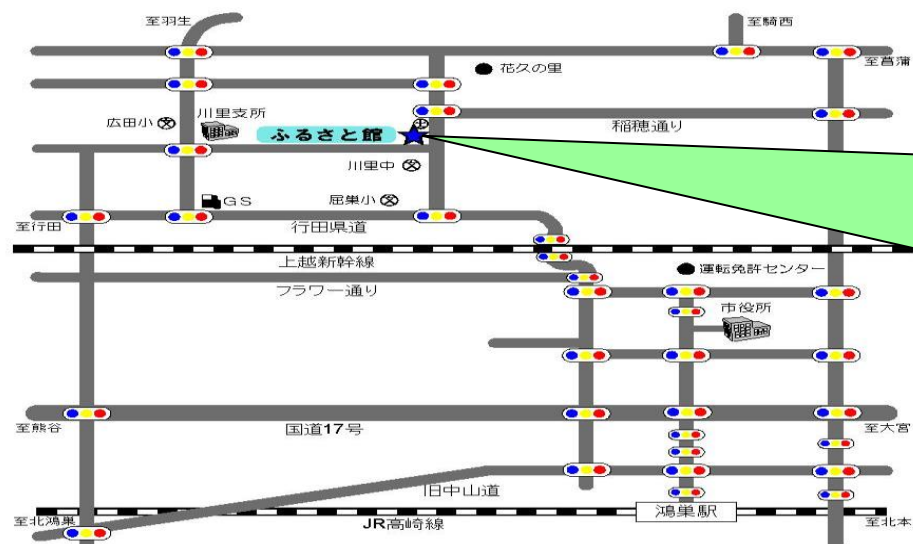 至羽生
至騎西
至菖蒲
花久の里
広田小
川里支所
ふるさと館
稲穂通り
川里中
GS
屈巣小
至行田
行田県道
上越新幹線
フラワー通り
運転免許センター
市役所
至熊谷
国道17号
至大宮
旧中山道
至北鴻巣
JR高崎線
鴻巣駅
至北本